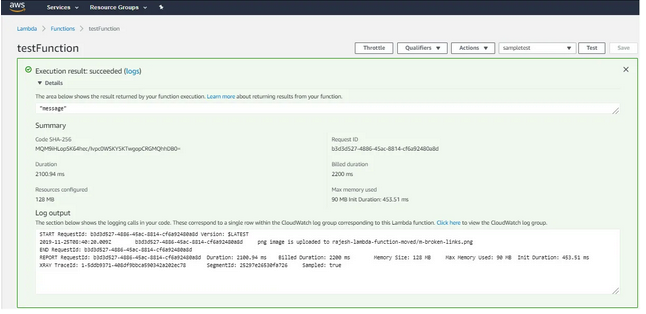 aws
Services
Resource Groups
Lambda > Functions > testFunction
testFunction
Throttle
Qualifiers
Actions
sampletest
Test
Save
Execution result: succeeded (logs)
Details
The area below shows the result returned by your function execution. Learn more about returning results from your function.
"message"
Summary
Code SHA-256
Request ID
b3d3d527-4886-45ac-8814-cf6a92480a8d
Duration
Billed duration
2100.94 ms
2200 ms
Resources configured
Max memory used
128 MB
90 MB Init Duration: 453.51 ms
Log output
The section below shows the logging calls in your code. These correspond to a single row within the CloudWatch log group corresponding to this Lambda function. Click here to view the CloudWatch log group.
START RequestId: b3d3d527-4886-45ac-8814-cf6a92480a8d Version: $LATEST
2019-11-25T08:40:20.009Z b3d3d527-4886-45ac-8814-cf6a92480a8d png image is uploaded to rajesh-lambda-function-moved/m-broken-links.png
END RequestId: b3d3d527-4886-45ac-8814-cf6a92480a8d
REPORT RequestId: b3d3d527-4886-45ac-8814-cf6a92480a8d Duration: 2100.94 ms Billed Duration: 2200 ms Memory Size: 128 MB Max Memory Used: 90 MB Init Duration: 453.51 ms
XRAY TraceId: 1-5ddb9371-408df9bbca590342a202ec78 SegmentId: 25297e26530fa726 Sampled: true